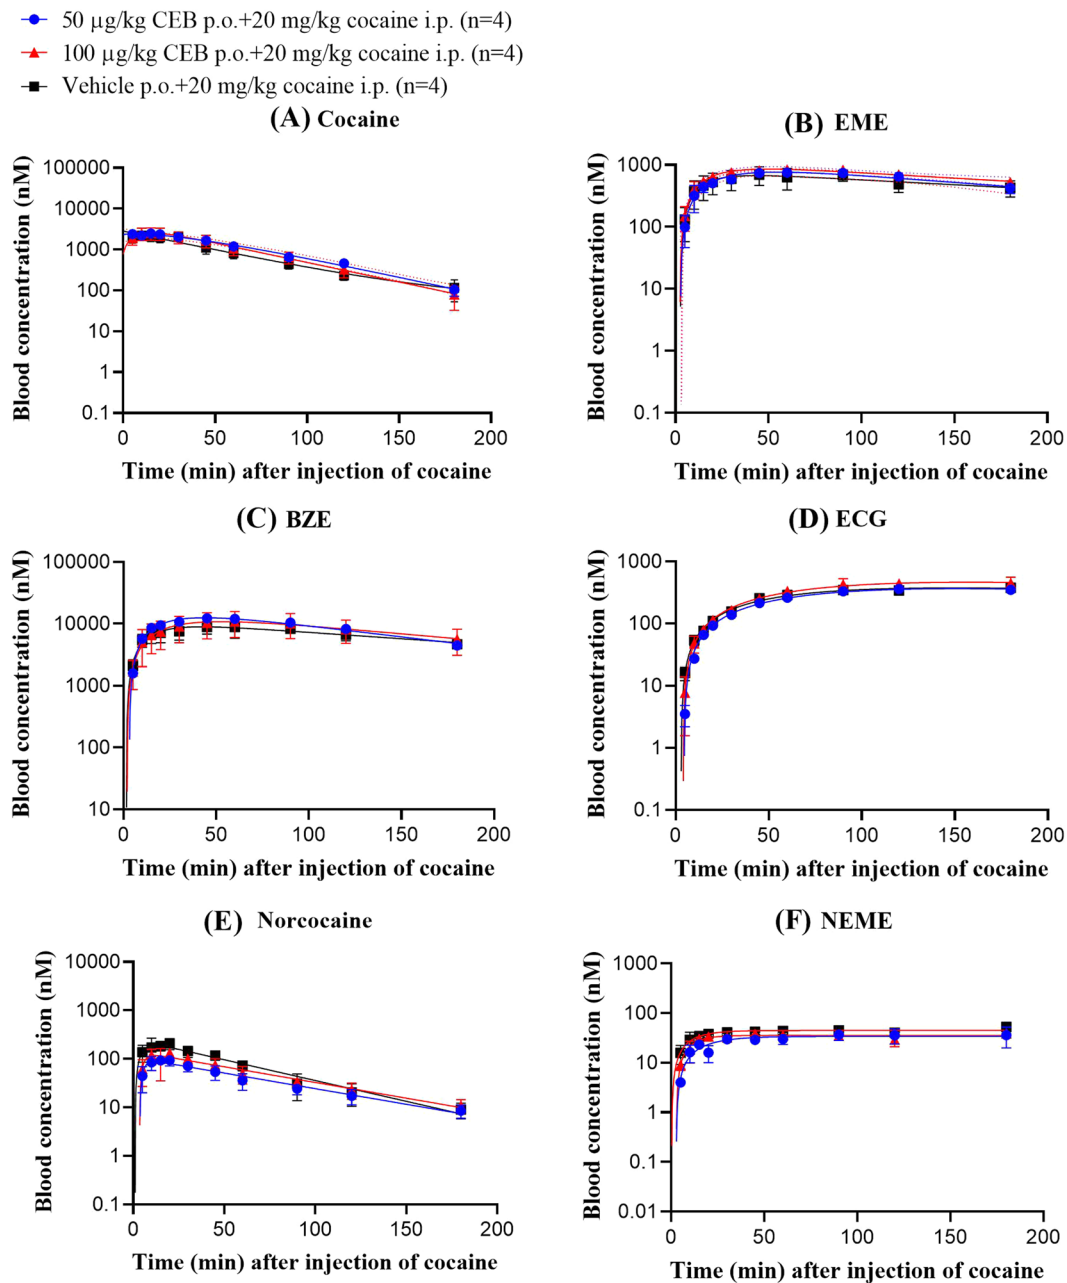 50 µg/kg CEB p.o.+20 mg/kg cocaine i.p. (n=4)
100 µg/kg CEB p.o.+20 mg/kg cocaine i.p. (n=4)
Vehicle p.o.+20 mg/kg cocaine i.p. (n=4)
(A) Cocaine
Blood concentration (nM)
100000
10000
1000
100
10
1
0.1
0 50 100 150 200
Time (min) after injection of cocaine
(B) EME
Blood concentration (nM)
1000
100
10
1
0.1
0 50 100 150 200
Time (min) after injection of cocaine
(C) BZE
Blood concentration (nM)
100000
10000
1000
100
10
0 50 100 150 200
Time (min) after injection of cocaine
(D) ECG
Blood concentration (nM)
1000
100
10
1
0.1
0 50 100 150 200
Time (min) after injection of cocaine
(E) Norcocaine
Blood concentration (nM)
10000
1000
100
10
1
0.1
0 50 100 150 200
Time (min) after injection of cocaine
(F) NEME
Blood concentration (nM)
1000
100
10
1
0.1
0.01
0 50 100 150 200
Time (min) after injection of cocaine